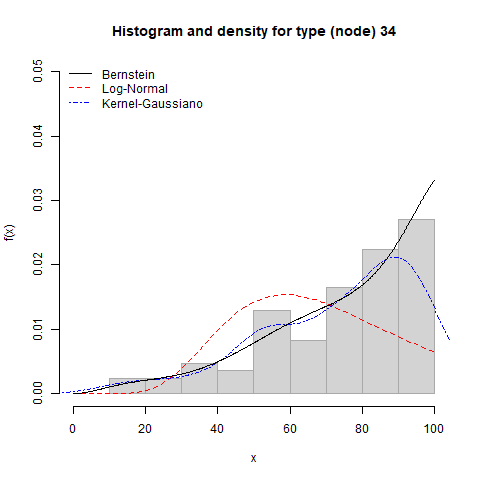 Histogram and density for type (node) 34
Bernstein
Log-Normal
Kernel-Gaussiano
f(x)
0.05
0.04
0.03
0.02
0.01
0.00
0 20 40 60 80 100
x